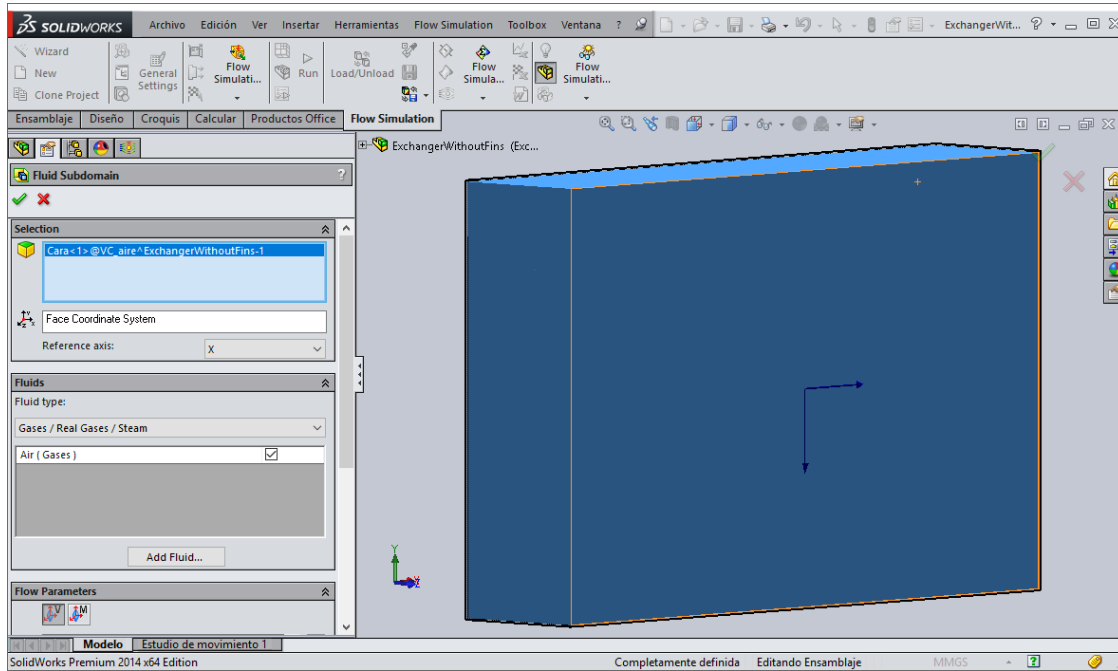 SOLIDWORKS Archivo Edición Ver Insertar Herramientas Flow Simulation Toolbox Ventana ? ExchangerWit... ?
Wizard
New
Clone Project
General Settings
Flow Simulati...
Run
Load/Unload
Flow Simula...
Flow Simulati...
Ensamblaje Diseño Croquis Calcular Productos Office Flow Simulation
ExchangerWithoutFins (Exc...
Fluid Subdomain ?
Selection
Cara<1>@VC_aire^ExchangerWithoutFins-1
Face Coordinate System
Reference axis: X
Fluids
Fluid type:
Gases / Real Gases / Steam
Air ( Gases )
Add Fluid...
Flow Parameters
V M
Y
Modelo Estudio de movimiento 1
SolidWorks Premium 2014 x64 Edition Completamente definida Editando Ensamblaje MMGS ?